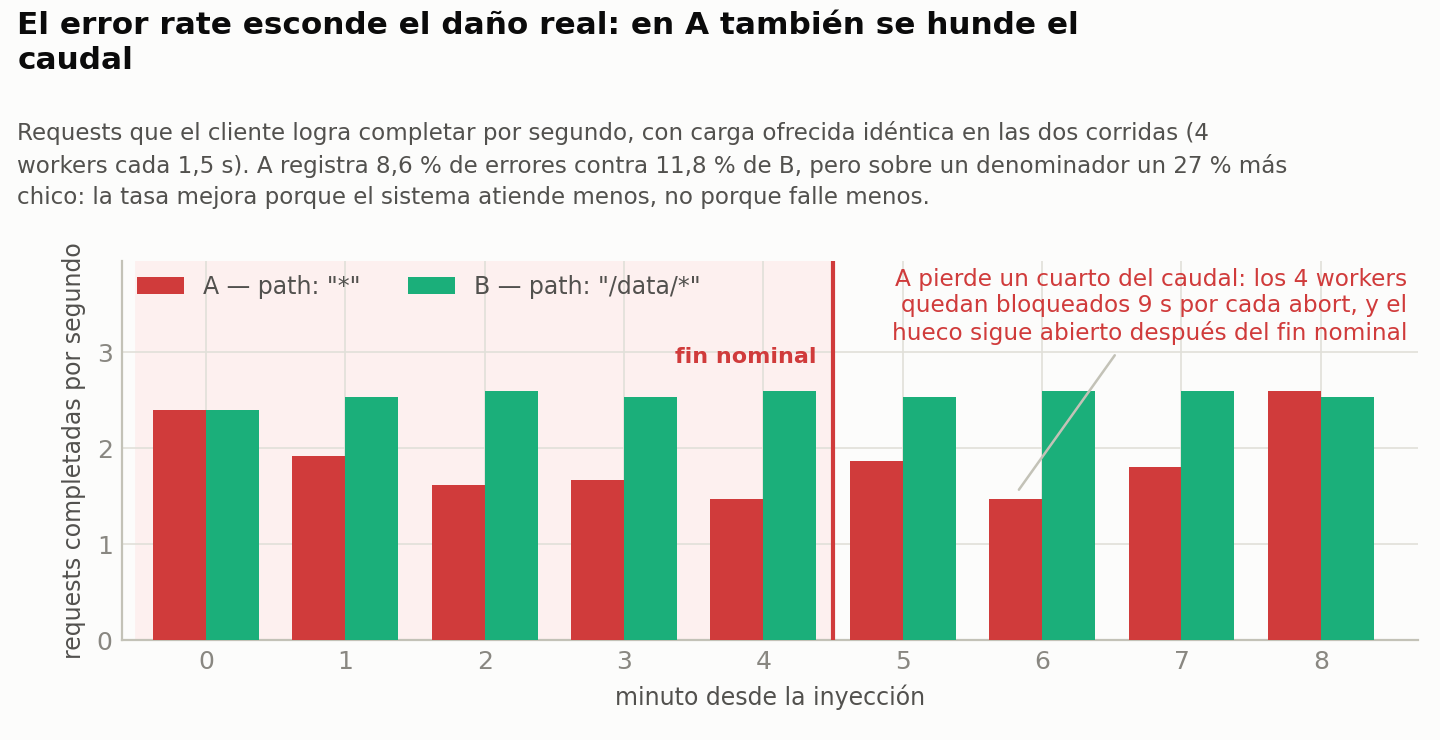 El error rate esconde el daño real: en A también se hunde el
caudal
Requests que el cliente logra completar por segundo, con carga ofrecida idéntica en las dos corridas (4
workers cada 1,5 s). A registra 8,6 % de errores contra 11,8 % de B, pero sobre un denominador un 27 % más
chico: la tasa mejora porque el sistema atiende menos, no porque falle menos.
requests completadas por segundo
A — path: "*"
B — path: "/data/*"
A pierde un cuarto del caudal: los 4 workers
quedan bloqueados 9 s por cada abort, y el
hueco sigue abierto después del fin nominal
fin nominal
3
2
1
0
0 1 2 3 4 5 6 7 8
minuto desde la inyección